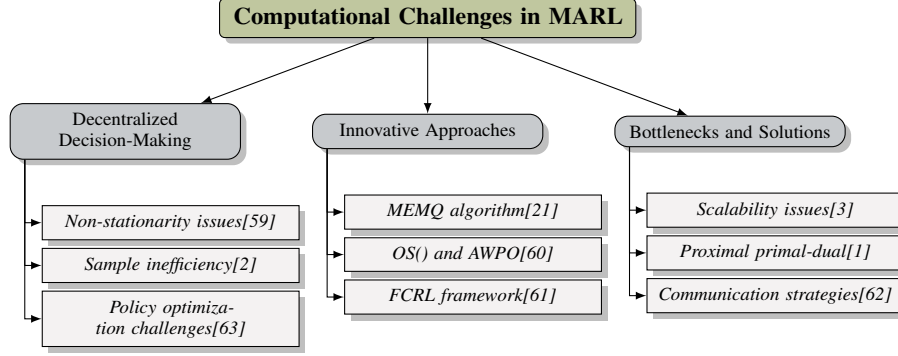 Computational Challenges in MARL
Decentralized
Decision-Making
Non-stationarity issues[59]
Sample inefficiency[2]
Policy optimiza-
tion challenges[63]
Innovative Approaches
MEMQ algorithm[21]
OS() and AWPO[60]
FCRL framework[61]
Bottlenecks and Solutions
Scalability issues[3]
Proximal primal-dual[1]
Communication strategies[62]